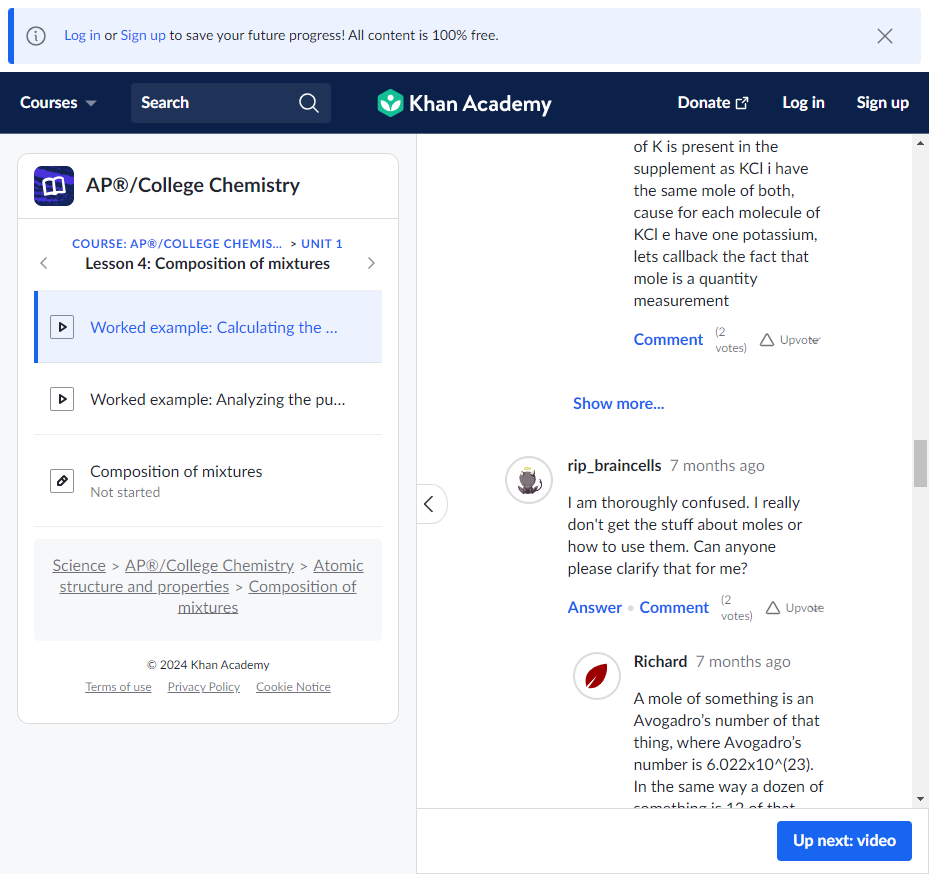 Log in or Sign up to save your future progress! All content is 100% free.
Courses
Search
Khan Academy
Donate
Log in
Sign up
AP®/College Chemistry
COURSE: AP®/COLLEGE CHEMIS... > UNIT 1
Lesson 4: Composition of mixtures
Worked example: Calculating the ...
Worked example: Analyzing the pu...
Composition of mixtures
Not started
Science > AP®/College Chemistry > Atomic
structure and properties > Composition of
mixtures
© 2024 Khan Academy
Terms of use Privacy Policy Cookie Notice
of K is present in the
supplement as KCl i have
the same mole of both,
cause for each molecule of
KCl e have one potassium,
lets callback the fact that
mole is a quantity
measurement
Comment (2 votes) Upvote
Show more...
rip_braincells 7 months ago
I am thoroughly confused. I really
don't get the stuff about moles or
how to use them. Can anyone
please clarify that for me?
Answer • Comment (2 votes) Upvote
Richard 7 months ago
A mole of something is an
Avogadro’s number of that
thing, where Avogadro’s
number is 6.022x10^(23).
In the same way a dozen of
something is 12 of that
Up next: video